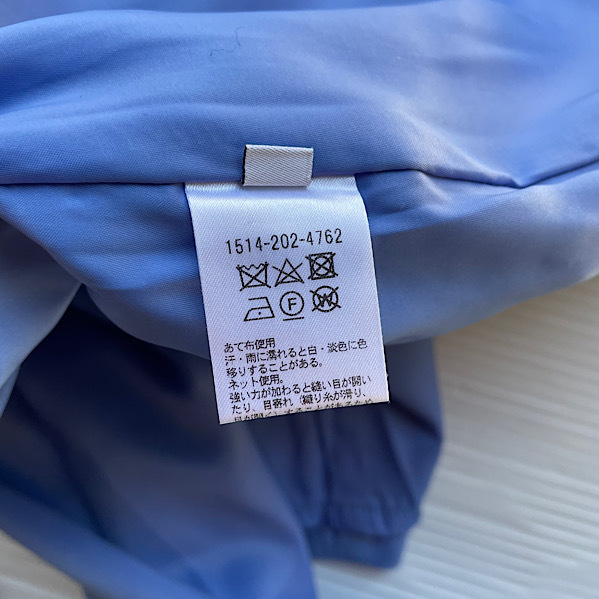 1514-202-4762
F W
あて布使用
汗・雨に濡れると白・淡色に色
移りすることがある。
ネット使用。
強い力が加わると縫い目が開い
たり、目寄れ(織り糸が滑り、